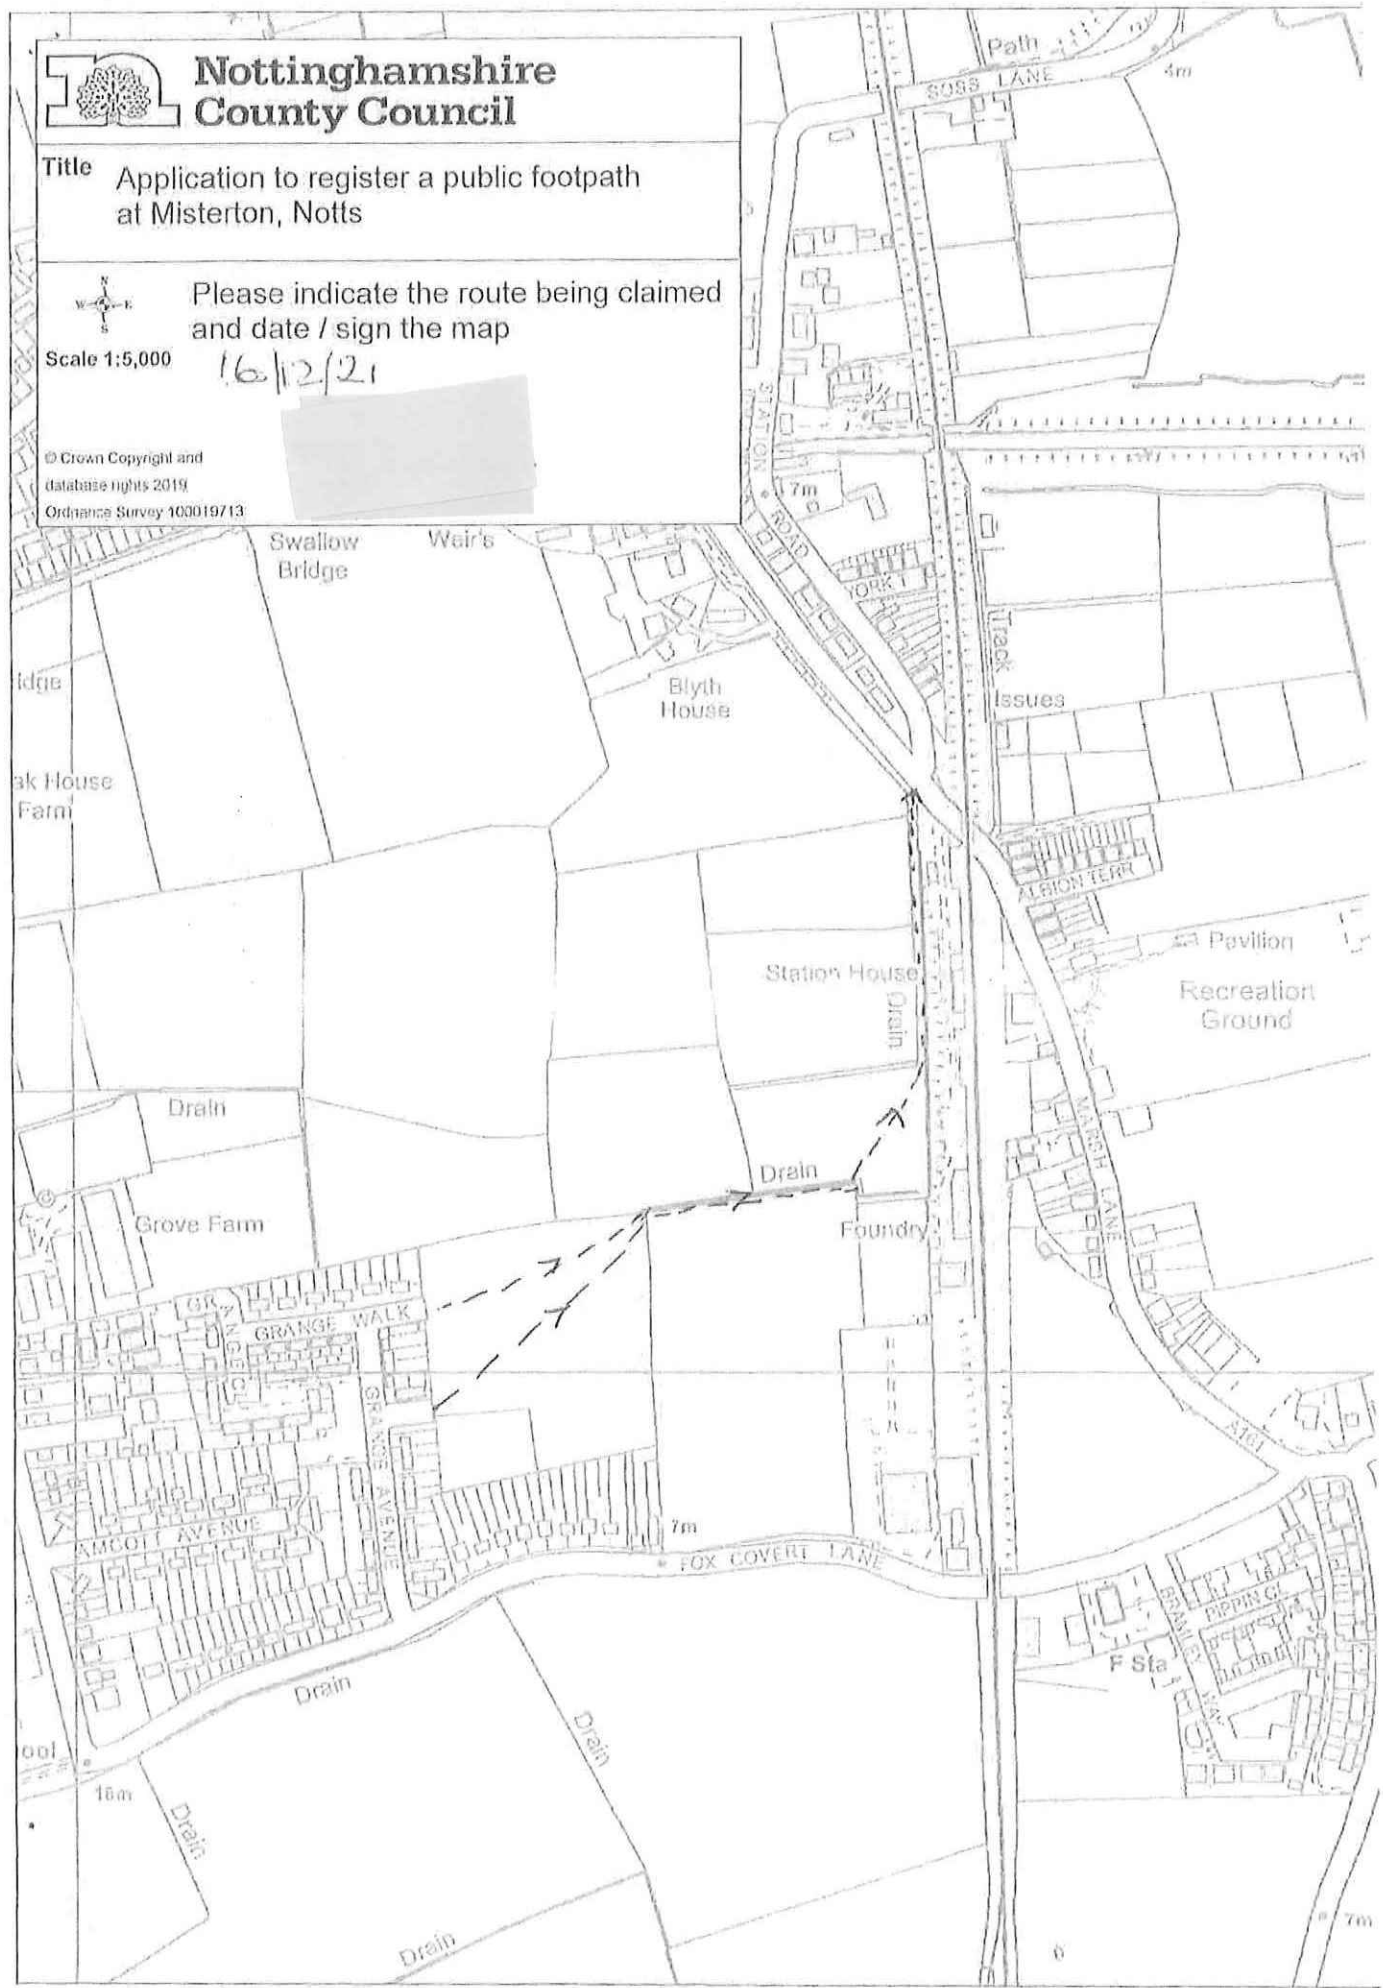 Nottinghamshire
County Council
Title Application to register a public footpath
at Misterton, Notts
N
W E
S
Please indicate the route being claimed
and date / sign the map
Scale 1:5,000
16/12/21
© Crown Copyright and
database rights 2019
Ordnance Survey 100019713
Path
SOSS LANE
4m
STATION
ROAD
7m
YORK
Swallow
Bridge
Weir's
Track
Issues
idge
Blyth
House
ak House
Farm
ALBION TERR
Pavilion
Recreation
Ground
Station House
Drain
Drain
MARSH LANE
Drain
Grove Farm
Foundry
GRANGE CL
GRANGE WALK
GRANGE AVENUE
A161
AMCOTT AVENUE
7m
FOX COVERT LANE
PIPPIN CL
BRAMLEY WAY
F Sta
Drain
Drain
ool
16m
Drain
Drain
7m